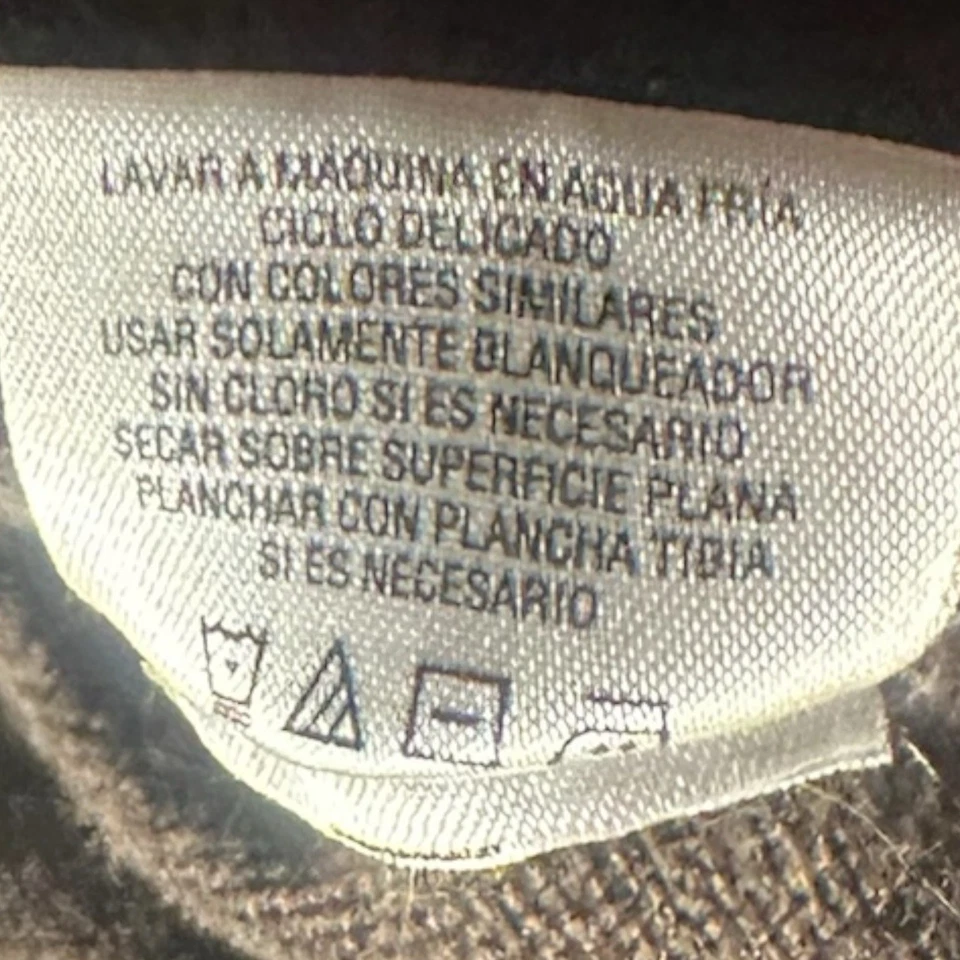 LAVAR A MAQUINA EN AGUA FRÍA
CICLO DELICADO
CON COLORES SIMILARES
USAR SOLAMENTE BLANQUEADOR
SIN CLORO SI ES NECESARIO
SECAR SOBRE SUPERFICIE PLANA
PLANCHAR CON PLANCHA TIBIA
SI ES NECESARIO